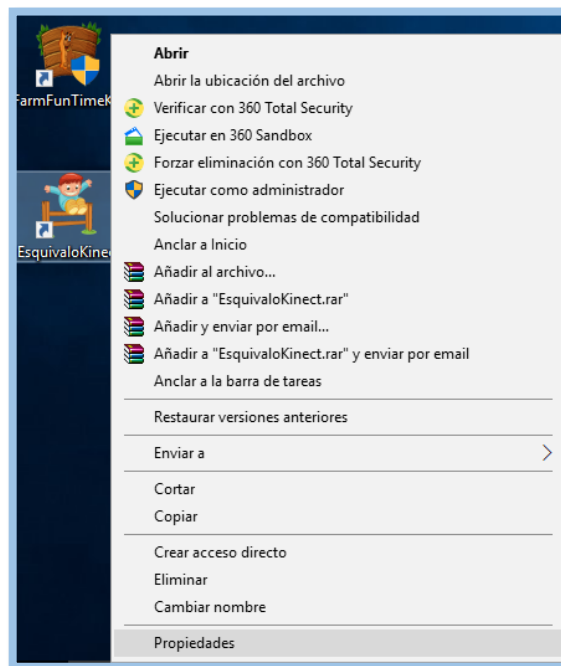 FarmFunTimeK
EsquivaloKinec
Abrir
Abrir la ubicación del archivo
Verificar con 360 Total Security
Ejecutar en 360 Sandbox
Forzar eliminación con 360 Total Security
Ejecutar como administrador
Solucionar problemas de compatibilidad
Anclar a Inicio
Añadir al archivo...
Añadir a "EsquivaloKinect.rar"
Añadir y enviar por email...
Añadir a "EsquivaloKinect.rar" y enviar por email
Anclar a la barra de tareas
Restaurar versiones anteriores
Enviar a
Cortar
Copiar
Crear acceso directo
Eliminar
Cambiar nombre
Propiedades